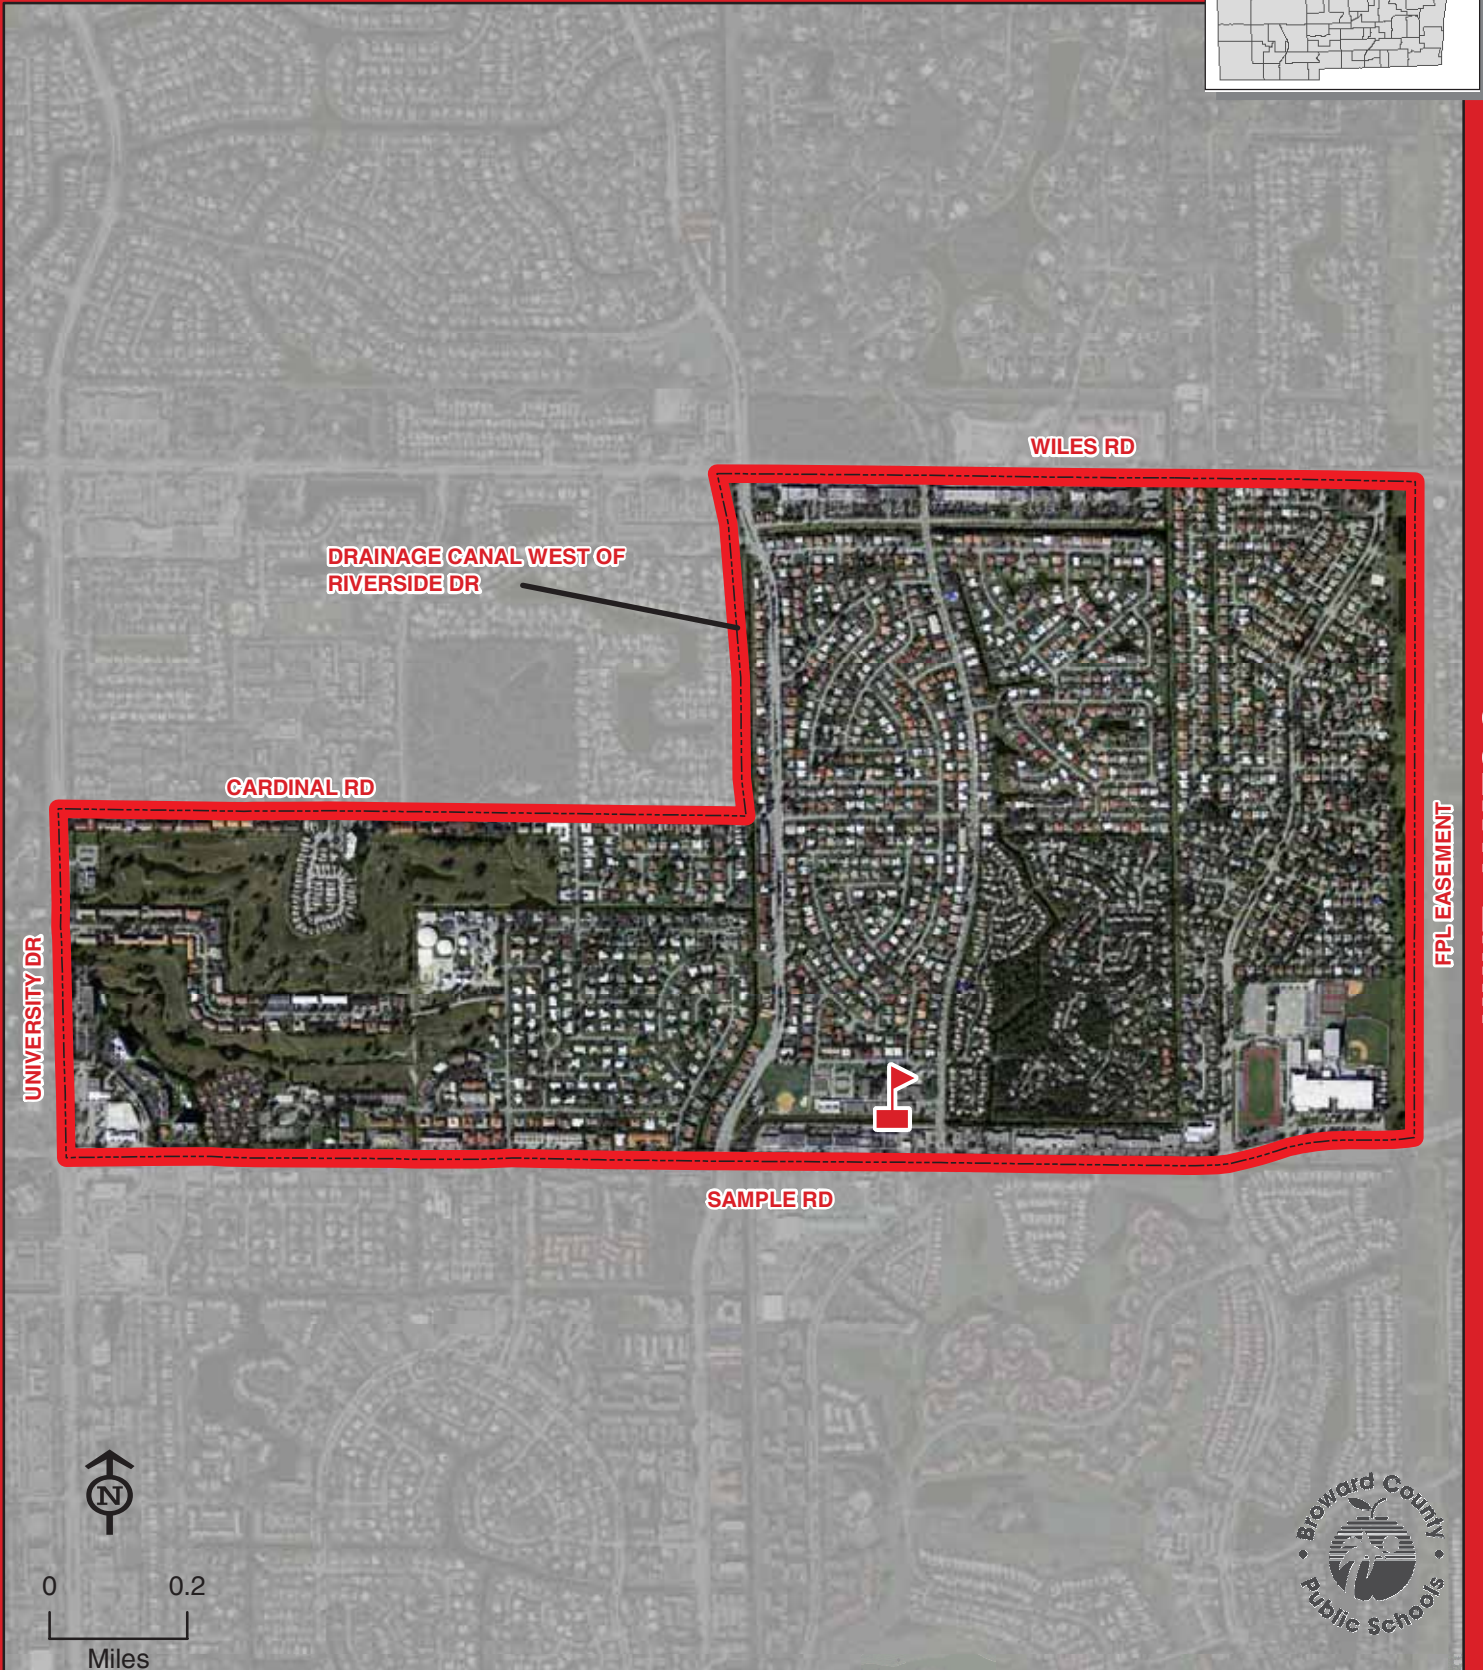 WILES RD
DRAINAGE CANAL WEST OF
RIVERSIDE DR
CARDINAL RD
UNIVERSITY DR
FPL EASEMENT
SAMPLE RD
N
0 0.2
Miles
Broward County
Public Schools